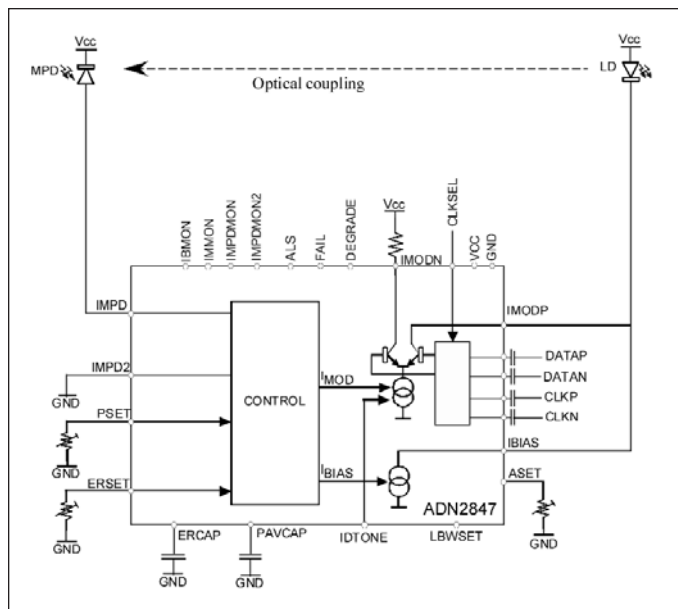 Vcc
Vcc
MPD
LD
Optical coupling
Vcc
CLKSEL
IBMON
IMMON
IMPDMON
IMPDMON2
ALS
FAIL
DEGRADE
VCC
GND
IMODN
IMPD
IMODP
DATAP
IMPD2
DATAN
GND
IMOD
CLKP
CONTROL
CLKN
PSET
IBIAS
GND
IBIAS
ASET
ERSET
ADN2847
GND
ERCAP
PAVCAP
IDTONE
LBWSET
GND
GND
GND